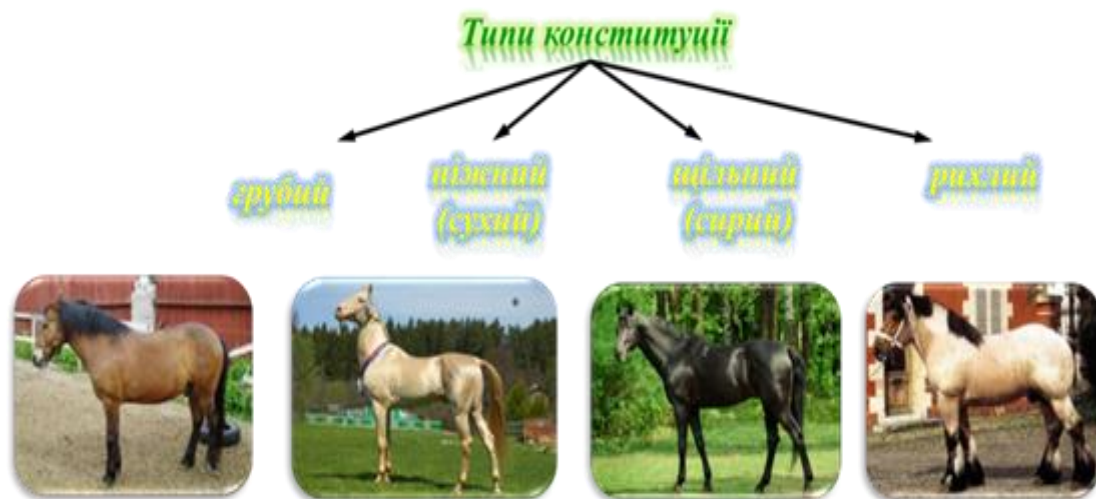 Типи конституції
грубий
ніжний
(сухий)
щільний
(сирий)
рихлий